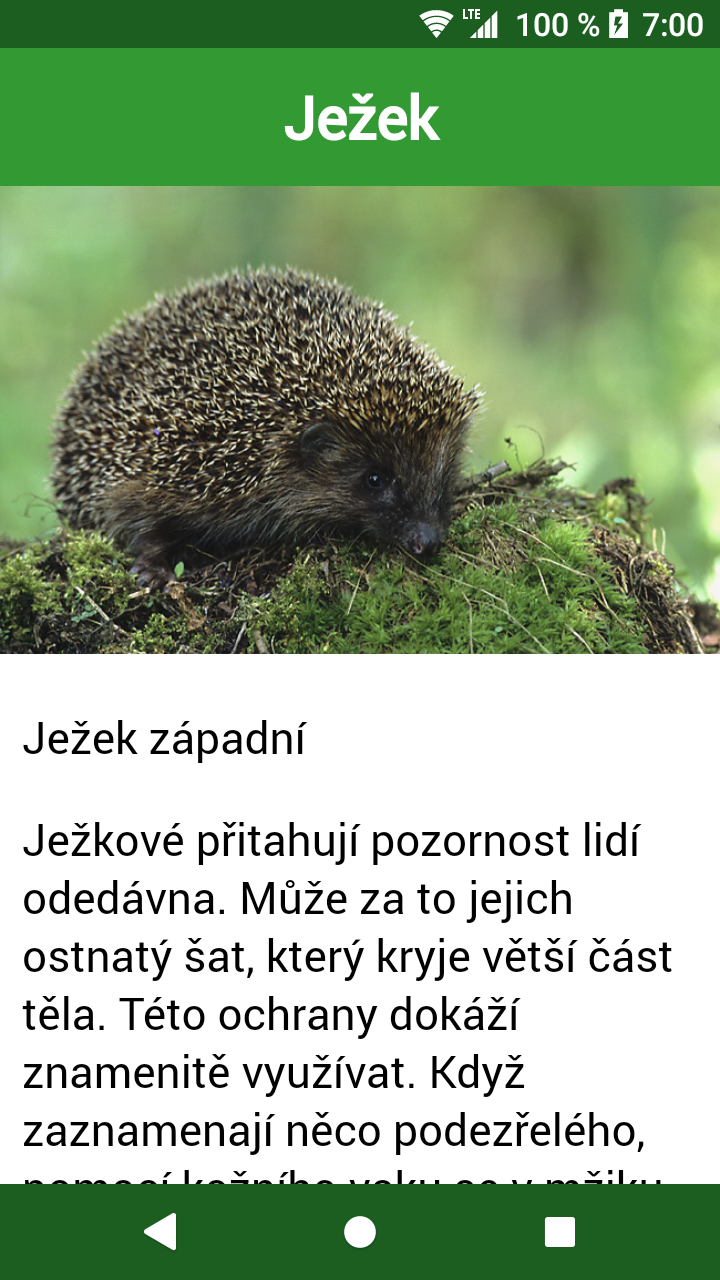 LTE 100 % 7:00
Ježek
Ježek západní
Ježkové přitahují pozornost lidí
odedávna. Může za to jejich
ostnatý šat, který kryje větší část
těla. Této ochrany dokáží
znamenitě využívat. Když
zaznamenají něco podezřelého,